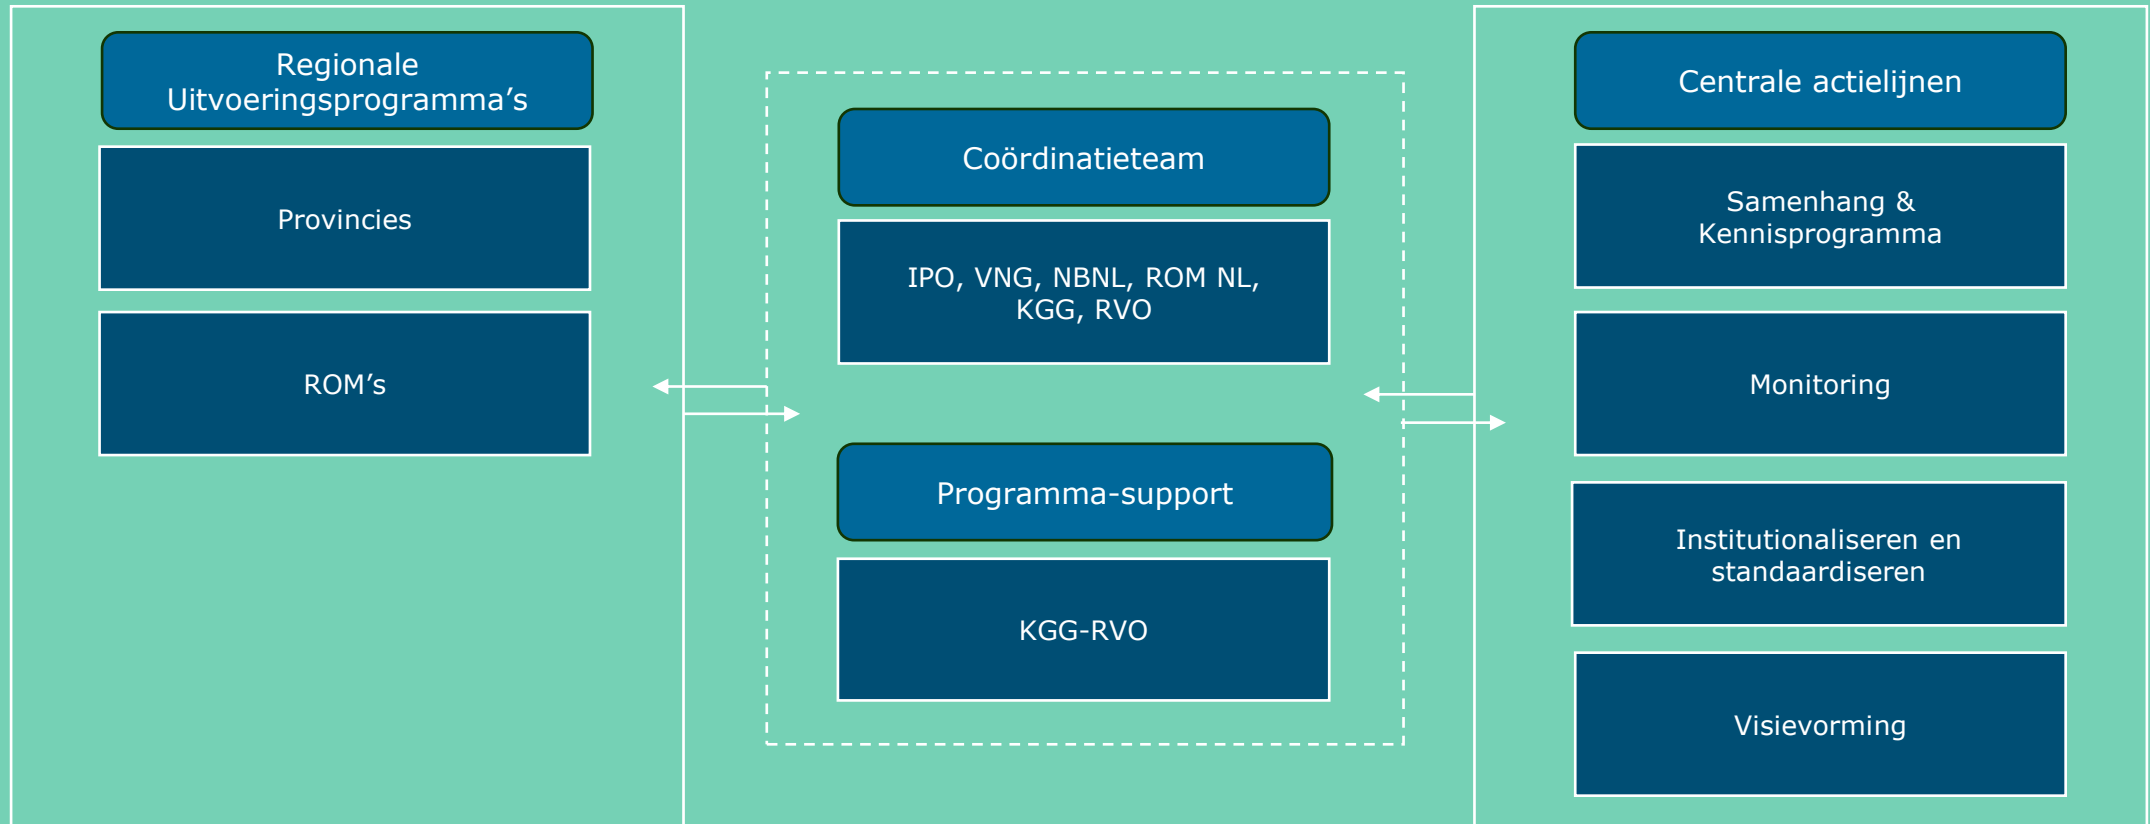 Regionale
Uitvoeringsprogramma’s
Provincies
ROM’s
Coördinatieteam
IPO, VNG, NBNL, ROM NL,
KGG, RVO
Programma-support
KGG-RVO
Centrale actielijnen
Samenhang &
Kennisprogramma
Monitoring
Institutionaliseren en
standaardiseren
Visievorming